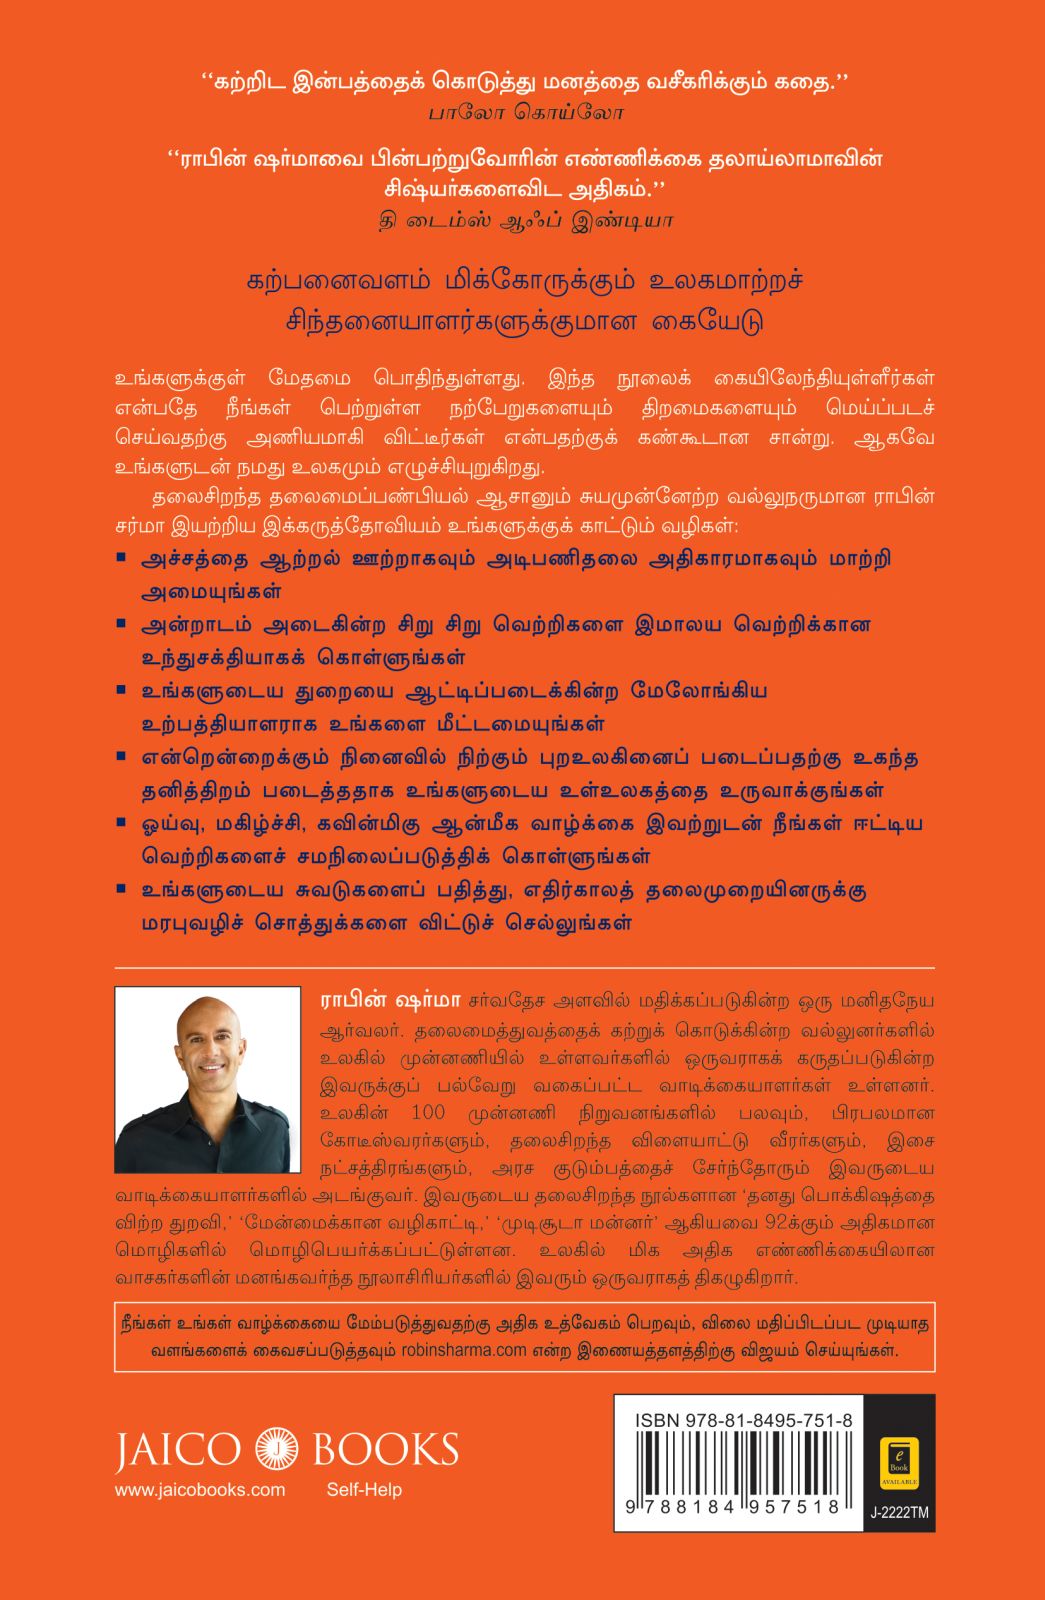 “கற்றிட இன்பத்தைக் கொடுத்து மனத்தை வசீகரிக்கும் கதை.”
பாலோ கொய்லோ
“ராபின் ஷர்மாவை பின்பற்றுவோரின் எண்ணிக்கை தலாய்லாமாவின்
சிஷ்யர்களைவிட அதிகம்.”
தி டைம்ஸ் ஆஃப் இண்டியா
கற்பனைவளம் மிக்கோருக்கும் உலகமாற்றச்
சிந்தனையாளர்களுக்குமான கையேடு
உங்களுக்குள் மேதமை பொதிந்துள்ளது. இந்த நூலைக் கையிலேந்தியுள்ளீர்கள்
என்பதே நீங்கள் பெற்றுள்ள நற்பேறுகளையும் திறமைகளையும் மெய்ப்படச்
செய்வதற்கு அணியமாகி விட்டீர்கள் என்பதற்குக் கண்கூடான சான்று. ஆகவே
உங்களுடன் நமது உலகமும் எழுச்சியுறுகிறது.
தலைசிறந்த தலைமைப்பண்பியல் ஆசானும் சுயமுன்னேற்ற வல்லுநருமான ராபின்
சர்மா இயற்றிய இக்கருத்தோவியம் உங்களுக்குக் காட்டும் வழிகள்:
▪ அச்சத்தை ஆற்றல் ஊற்றாகவும் அடிபணிதலை அதிகாரமாகவும் மாற்றி
அமையுங்கள்
▪ அன்றாடம் அடைகின்ற சிறு சிறு வெற்றிகளை இமாலய வெற்றிக்கான
உந்துசக்தியாகக் கொள்ளுங்கள்
▪ உங்களுடைய துறையை ஆட்டிப்படைக்கின்ற மேலோங்கிய
உற்பத்தியாளராக உங்களை மீட்டமையுங்கள்
▪ என்றென்றைக்கும் நினைவில் நிற்கும் புறஉலகினைப் படைப்பதற்கு உகந்த
தனித்திறம் படைத்ததாக உங்களுடைய உள்உலகத்தை உருவாக்குங்கள்
▪ ஓய்வு, மகிழ்ச்சி, கவின்மிகு ஆன்மீக வாழ்க்கை இவற்றுடன் நீங்கள் ஈட்டிய
வெற்றிகளைச் சமநிலைப்படுத்திக் கொள்ளுங்கள்
▪ உங்களுடைய சுவடுகளைப் பதித்து, எதிர்காலத் தலைமுறையினருக்கு
மரபுவழிச் சொத்துக்களை விட்டுச் செல்லுங்கள்
ராபின் ஷர்மா சர்வதேச அளவில் மதிக்கப்படுகின்ற ஒரு மனிதநேய
ஆர்வலர். தலைமைத்துவத்தைக் கற்றுக் கொடுக்கின்ற வல்லுனர்களில்
உலகில் முன்னணியில் உள்ளவர்களில் ஒருவராகக் கருதப்படுகின்ற
இவருக்குப் பல்வேறு வகைப்பட்ட வாடிக்கையாளர்கள் உள்ளனர்.
உலகின் 100 முன்னணி நிறுவனங்களில் பலவும், பிரபலமான
கோடீஸ்வரர்களும், தலைசிறந்த விளையாட்டு வீரர்களும், இசை
நட்சத்திரங்களும், அரச குடும்பத்தைச் சேர்ந்தோரும் இவருடைய
வாடிக்கையாளர்களில் அடங்குவர். இவருடைய தலைசிறந்த நூல்களான ‘தனது பொக்கிஷத்தை
விற்ற துறவி,’ ‘மேன்மைக்கான வழிகாட்டி,’ ‘முடிசூடா மன்னர்’ ஆகியவை 92க்கும் அதிகமான
மொழிகளில் மொழிபெயர்க்கப்பட்டுள்ளன. உலகில் மிக அதிக எண்ணிக்கையிலான
வாசகர்களின் மனங்கவர்ந்த நூலாசிரியர்களில் இவரும் ஒருவராகத் திகழுகிறார்.
நீங்கள் உங்கள் வாழ்க்கையை மேம்படுத்துவதற்கு அதிக உத்வேகம் பெறவும், விலை மதிப்பிடப்பட முடியாத
வளங்களைக் கைவசப்படுத்தவும் robinsharma.com என்ற இணையத்தளத்திற்கு விஜயம் செய்யுங்கள்.
JAICO J BOOKS
www.jaicobooks.com Self-Help
ISBN 978-81-8495-751-8
9 788184 957518
e
Book
AVAILABLE
J-2222TM